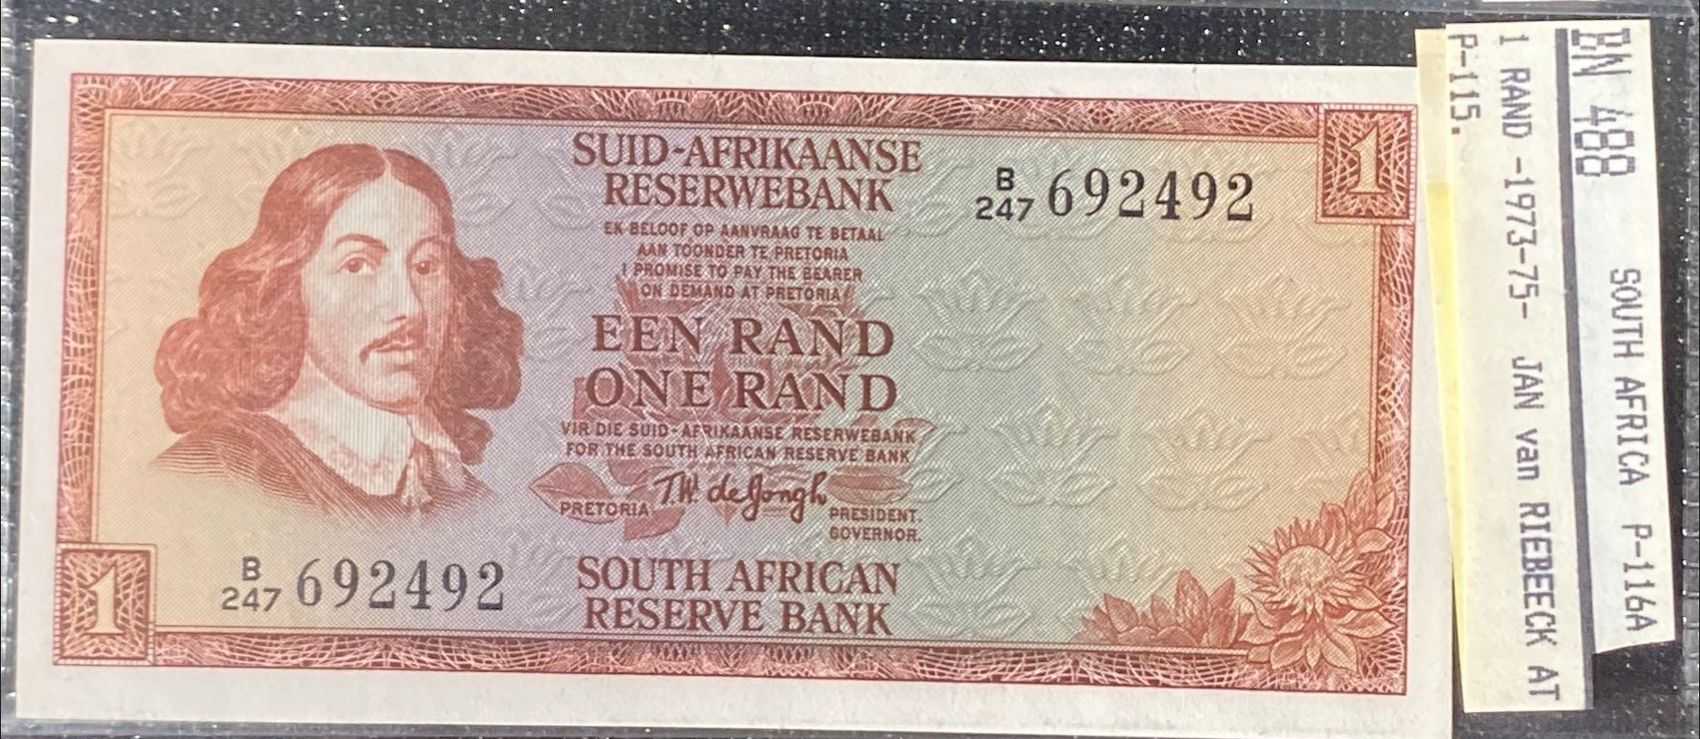 SUID-AFRIKAANSE
RESERWEBANK
B
247 692492
1
EK BELOOF OP AANVRAAG TE BETAAL
AAN TOONDER TE PRETORIA
I PROMISE TO PAY THE BEARER
ON DEMAND AT PRETORIA
EEN RAND
ONE RAND
VIR DIE SUID-AFRIKAANSE RESERWEBANK
FOR THE SOUTH AFRICAN RESERVE BANK
T.W. de Jongh
PRETORIA
PRESIDENT.
GOVERNOR.
1
B
247 692492
SOUTH AFRICAN
RESERVE BANK
BN 488 SOUTH AFRICA P-116A
1 RAND -1973-75- JAN van RIEBEECK AT
P-115.